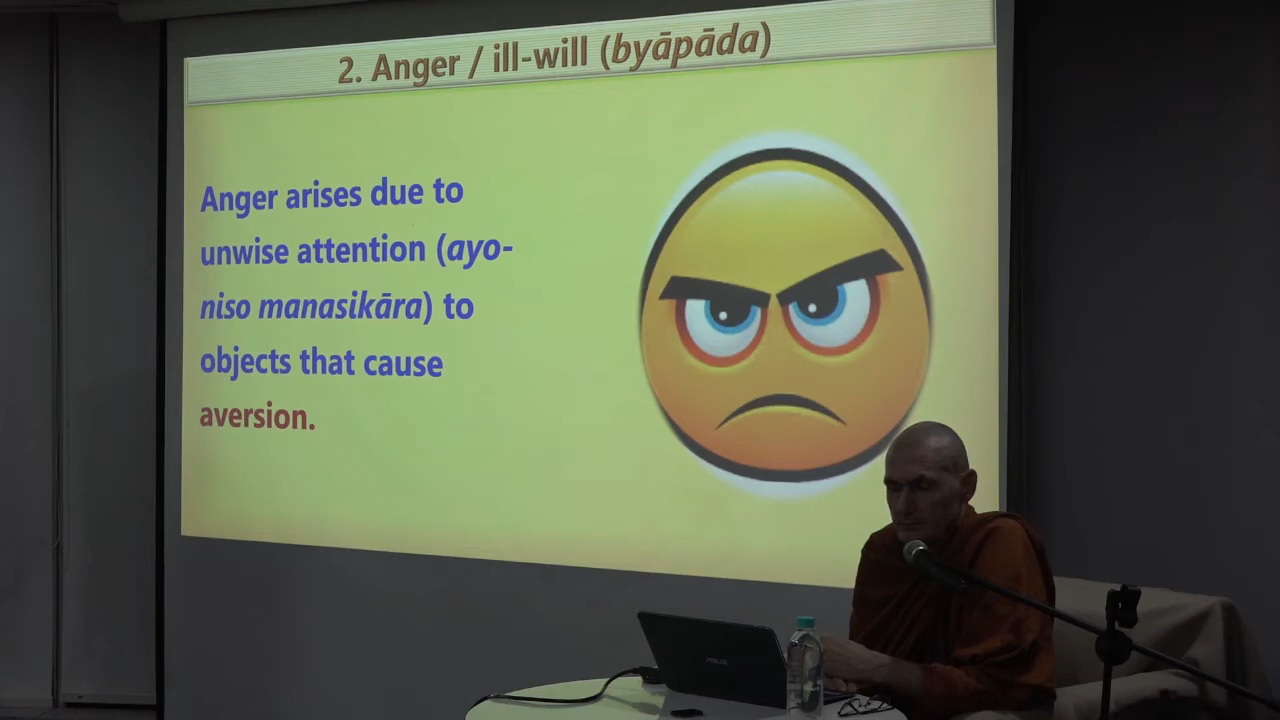 2. Anger / ill-will (byāpāda)
Anger arises due to
unwise attention (ayo-
niso manasikāra) to
objects that cause
aversion.
ASUS